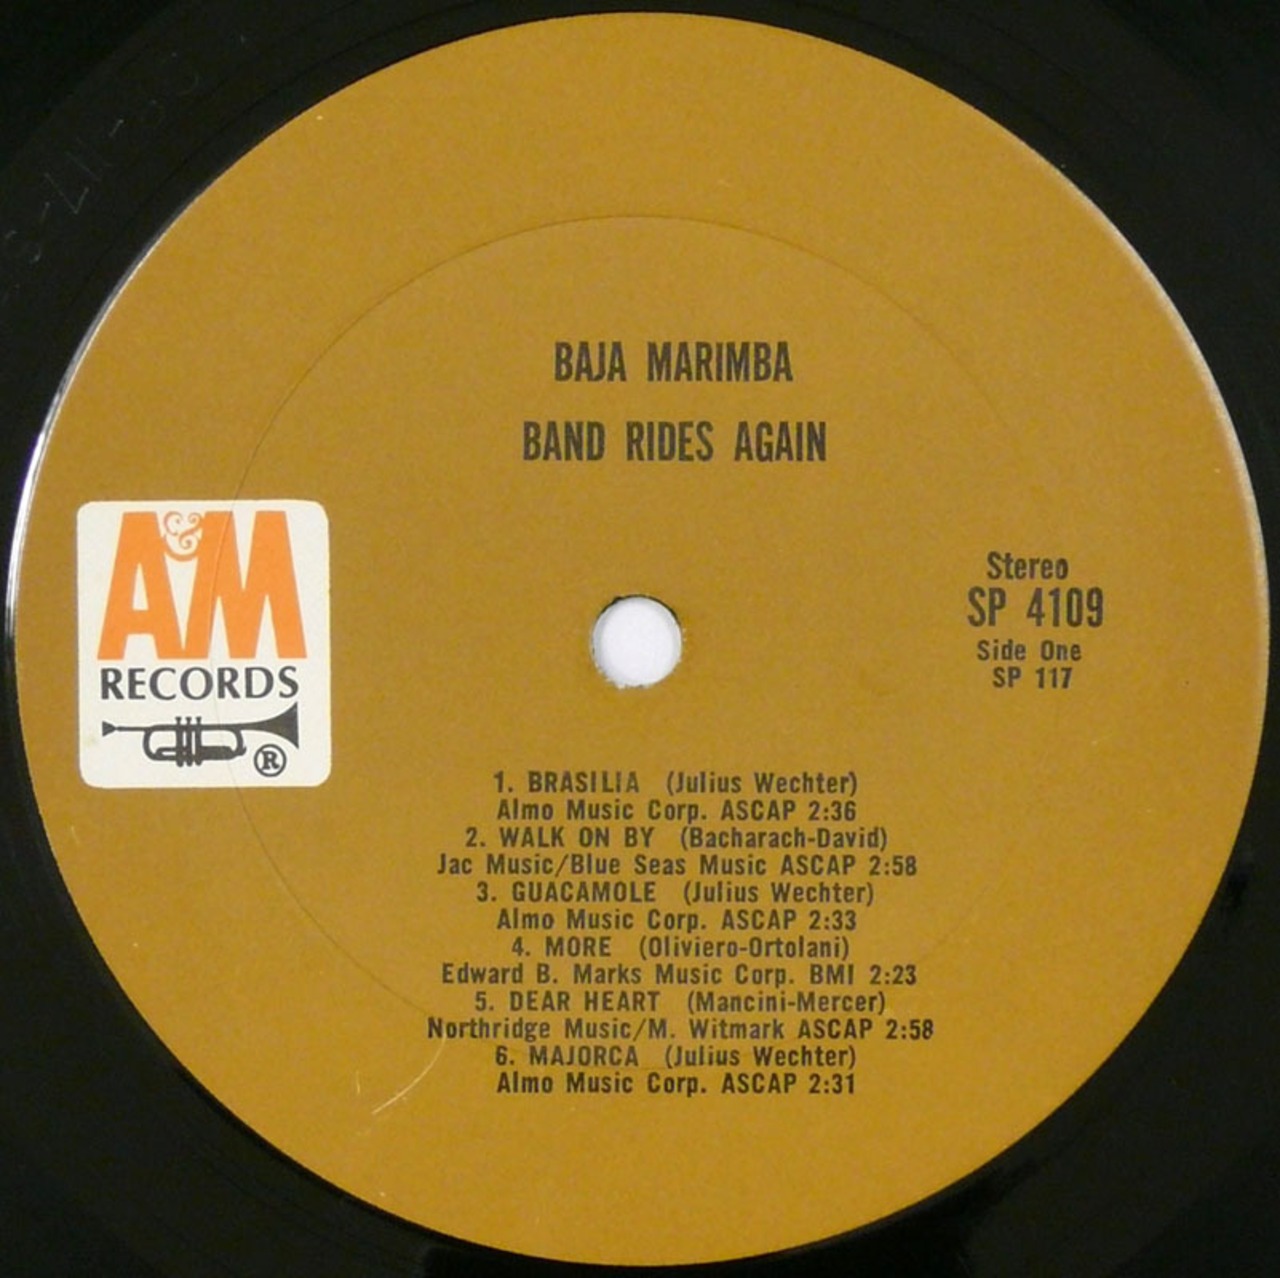 BAJA MARIMBA
BAND RIDES AGAIN
A&M
RECORDS
®
Stereo
SP 4109
Side One
SP 117
1. BRASILIA (Julius Wechter)
Almo Music Corp. ASCAP 2:36
2. WALK ON BY (Bacharach-David)
Jac Music/Blue Seas Music ASCAP 2:58
3. GUACAMOLE (Julius Wechter)
Almo Music Corp. ASCAP 2:33
4. MORE (Oliviero-Ortolani)
Edward B. Marks Music Corp. BMI 2:23
5. DEAR HEART (Mancini-Mercer)
Northridge Music/M. Witmark ASCAP 2:58
6. MAJORCA (Julius Wechter)
Almo Music Corp. ASCAP 2:31